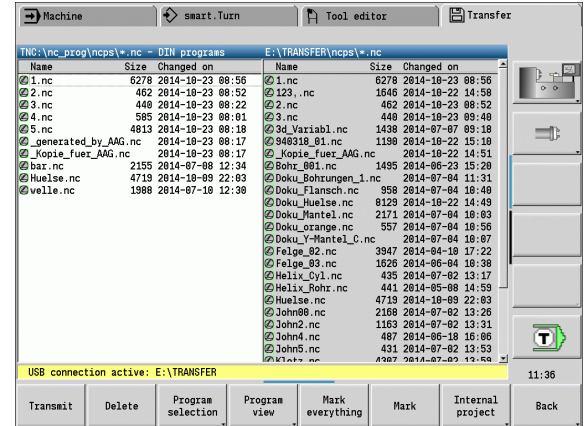 Machine
smart.Turn
Tool editor
Transfer
TNC:\nc_prog\ncps\*.nc - DIN programs
Name Size Changed on
1.nc 6278 2014-10-23 08:56
2.nc 462 2014-10-23 08:52
3.nc 440 2014-10-23 08:22
4.nc 585 2014-10-23 08:01
5.nc 4813 2014-10-23 08:18
_generated_by_AAG.nc 2014-10-23 08:17
_Kopie_fuer_AAG.nc 2014-10-23 08:17
bar.nc 2155 2014-07-08 12:34
Huelse.nc 4719 2014-10-09 22:03
welle.nc 1988 2014-07-10 12:30
E:\TRANSFER\ncps\*.nc
Name Size Changed on
1.nc 6278 2014-10-23 08:56
123,.nc 1646 2014-10-22 14:58
2.nc 462 2014-10-23 08:52
3.nc 440 2014-10-23 09:40
3d_Variabl.nc 1438 2014-07-07 09:18
940318_01.nc 1190 2014-10-22 15:10
_Kopie_fuer_AAG.nc 2014-10-22 14:51
Bohr_001.nc 1495 2014-06-23 15:20
Doku_Bohrungen_1.nc 2014-07-04 11:31
Doku_Flansch.nc 958 2014-07-04 10:40
Doku_Huelse.nc 8129 2014-10-22 14:49
Doku_Mantel.nc 2171 2014-07-04 10:03
Doku_orange.nc 557 2014-07-04 10:56
Doku_Y-Mantel_C.nc 2014-07-04 10:07
Felge_02.nc 3947 2014-04-10 17:22
Felge_03.nc 1626 2014-06-04 10:38
Helix_Cyl.nc 435 2014-07-02 13:17
Helix_Rohr.nc 441 2014-05-08 14:59
Huelse.nc 4719 2014-10-09 22:03
John00.nc 2168 2014-07-02 13:26
John2.nc 1163 2014-07-02 13:31
John4.nc 487 2014-06-18 16:06
John5.nc 431 2014-07-02 13:53
Klotz.nc 4307 2014-07-02 13:59
USB connection active: E:\TRANSFER
T
11:36
Transmit
Delete
Program
selection
Program
view
Mark
everything
Mark
Internal
project
Back